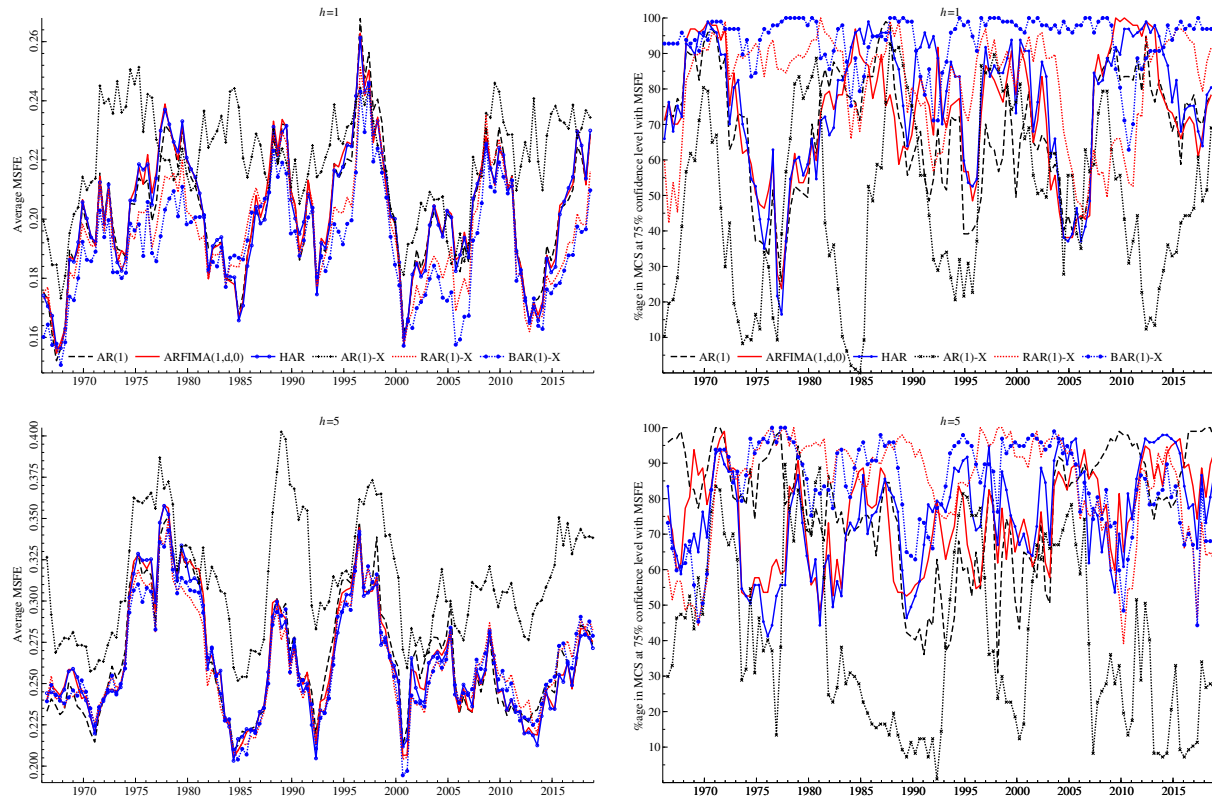 h=1
Average MSFE
0.26
0.24
0.22
0.20
0.18
0.16
AR(1) ARFIMA(1,d,0) HAR AR(1)-X RAR(1)-X BAR(1)-X
1970 1975 1980 1985 1990 1995 2000 2005 2010 2015
h=1
%age in MCS at 75% confidence level with MSFE
100
90
80
70
60
50
40
30
20
10
AR(1) ARFIMA(1,d,0) HAR AR(1)-X RAR(1)-X BAR(1)-X
1970 1975 1980 1985 1990 1995 2000 2005 2010 2015
h=5
Average MSFE
0.400
0.375
0.350
0.325
0.300
0.275
0.250
0.225
0.200
1970 1975 1980 1985 1990 1995 2000 2005 2010 2015
h=5
%age in MCS at 75% confidence level with MSFE
100
90
80
70
60
50
40
30
20
10
1970 1975 1980 1985 1990 1995 2000 2005 2010 2015